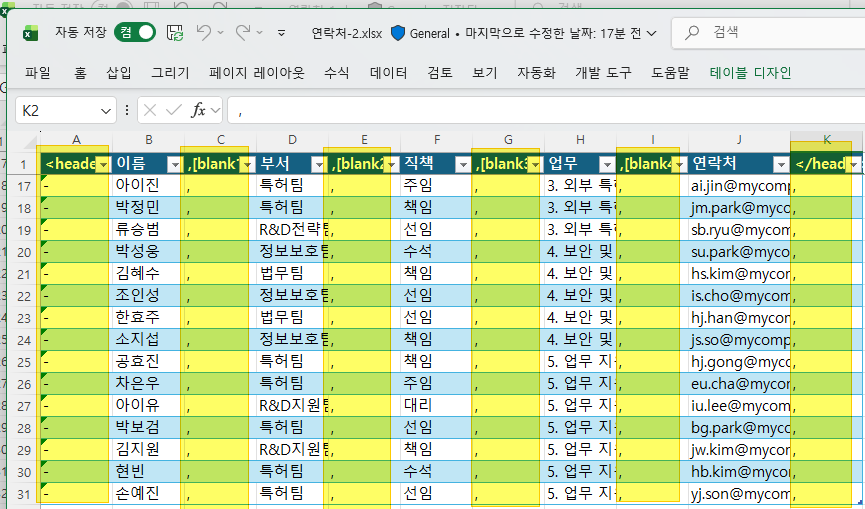 자동 저장 켬 연락처-2.xlsx General • 마지막으로 수정한 날짜: 17분 전 검색
파일 홈 삽입 그리기 페이지 레이아웃 수식 데이터 검토 보기 자동화 개발 도구 도움말 테이블 디자인
K2 fx ,
A B C D E F G H I J K
1 <heade 이름 ,[blank1 부서 ,[blank2 직책 ,[blank3 업무 ,[blank4 연락처 </head
17 - 아이진 , 특허팀 , 주임 , 3. 외부 특 , ai.jin@mycomp ,
18 - 박정민 , 특허팀 , 책임 , 3. 외부 특 , jm.park@myco ,
19 - 류승범 , R&D전략팀 , 선임 , 3. 외부 특 , sb.ryu@mycom ,
20 - 박성웅 , 정보보호팀 , 수석 , 4. 보안 및 , su.park@myco ,
21 - 김혜수 , 법무팀 , 책임 , 4. 보안 및 , hs.kim@mycor ,
22 - 조인성 , 정보보호팀 , 선임 , 4. 보안 및 , is.cho@mycor ,
23 - 한효주 , 법무팀 , 선임 , 4. 보안 및 , hj.han@mycor ,
24 - 소지섭 , 정보보호팀 , 책임 , 4. 보안 및 , js.so@mycomp ,
25 - 공효진 , 특허팀 , 책임 , 5. 업무 지 , hj.gong@myco ,
26 - 차은우 , 특허팀 , 주임 , 5. 업무 지 , eu.cha@mycor ,
27 - 아이유 , R&D지원팀 , 대리 , 5. 업무 지 , iu.lee@mycom ,
28 - 박보검 , 특허팀 , 선임 , 5. 업무 지 , bg.park@myco ,
29 - 김지원 , R&D지원팀 , 책임 , 5. 업무 지 , jw.kim@mycor ,
30 - 현빈 , 특허팀 , 수석 , 5. 업무 지 , hb.kim@mycor ,
31 - 손예진 , 특허팀 , 선임 , 5. 업무 지 , yj.son@mycom ,